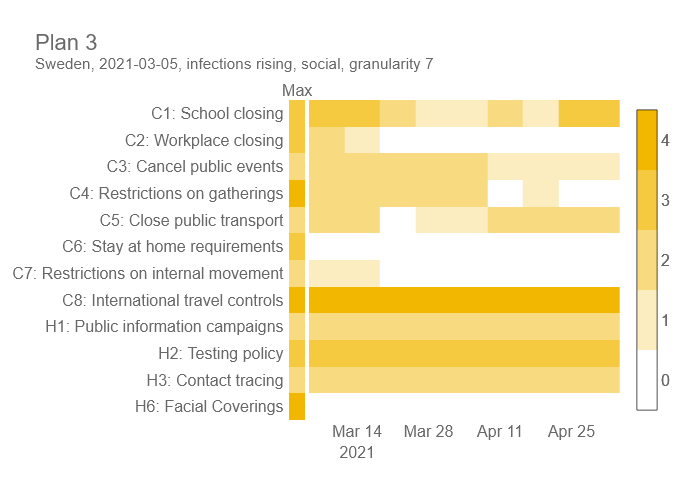 Plan 3
Sweden, 2021-03-05, infections rising, social, granularity 7
Max
C1: School closing
C2: Workplace closing
C3: Cancel public events
C4: Restrictions on gatherings
C5: Close public transport
C6: Stay at home requirements
C7: Restrictions on internal movement
C8: International travel controls
H1: Public information campaigns
H2: Testing policy
H3: Contact tracing
H6: Facial Coverings
4
3
2
1
0
Mar 14 Mar 28 Apr 11 Apr 25
2021